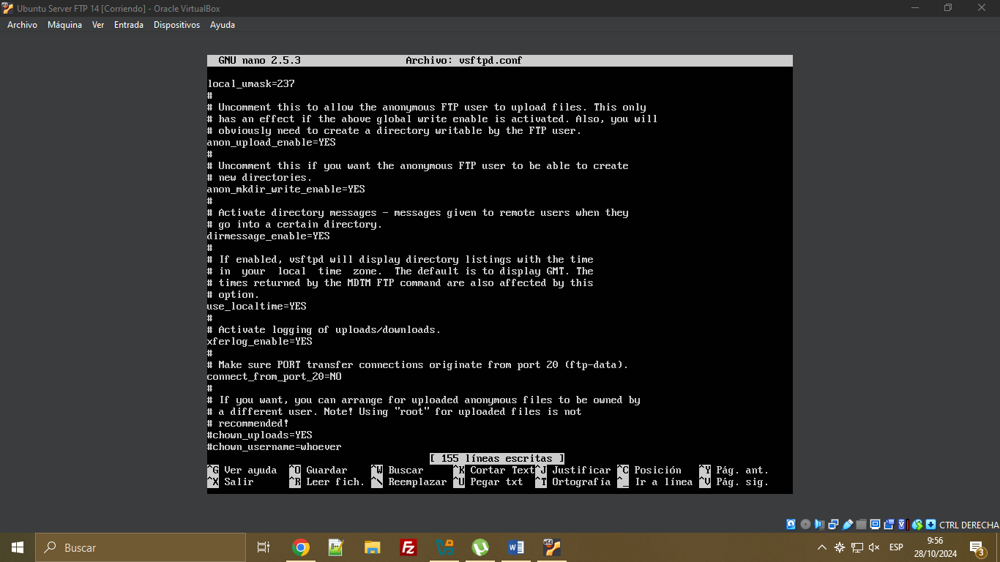 Ubuntu Server FTP 14 [Corriendo] - Oracle VirtualBox
Archivo Máquina Ver Entrada Dispositivos Ayuda
GNU nano 2.5.3 Archivo: vsftpd.conf
local_umask=237
#
# Uncomment this to allow the anonymous FTP user to upload files. This only
# has an effect if the above global write enable is activated. Also, you will
# obviously need to create a directory writable by the FTP user.
anon_upload_enable=YES
#
# Uncomment this if you want the anonymous FTP user to be able to create
# new directories.
anon_mkdir_write_enable=YES
#
# Activate directory messages - messages given to remote users when they
# go into a certain directory.
dirmessage_enable=YES
#
# If enabled, vsftpd will display directory listings with the time
# in  your  local  time  zone.  The default is to display GMT. The
# times returned by the MDTM FTP command are also affected by this
# option.
use_localtime=YES
#
# Activate logging of uploads/downloads.
xferlog_enable=YES
#
# Make sure PORT transfer connections originate from port 20 (ftp-data).
connect_from_port_20=NO
#
# If you want, you can arrange for uploaded anonymous files to be owned by
# a different user. Note! Using "root" for uploaded files is not
# recommended!
#chown_uploads=YES
#chown_username=whoever
[ 155 líneas escritas ]
^G Ver ayuda ^O Guardar ^W Buscar ^K Cortar Text ^J Justificar ^C Posición ^Y Pág. ant.
^X Salir ^R Leer fich. ^\ Reemplazar ^U Pegar txt ^T Ortografía ^_ Ir a línea ^V Pág. sig.
CTRL DERECHA
Buscar
ESP
9:56
28/10/2024
3